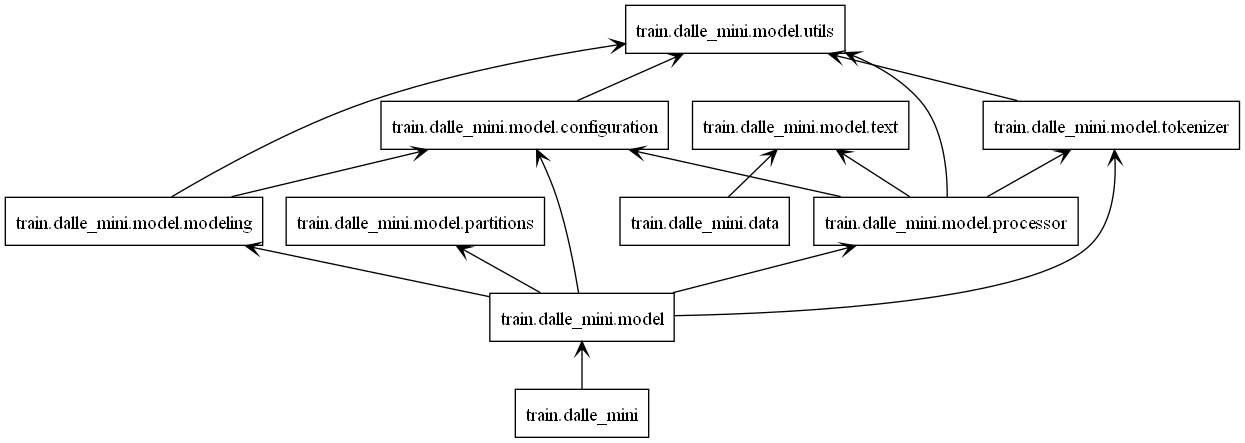 train.dalle_mini.model.utils
train.dalle_mini.model.configuration
train.dalle_mini.model.text
train.dalle_mini.model.tokenizer
train.dalle_mini.model.modeling
train.dalle_mini.model.partitions
train.dalle_mini.data
train.dalle_mini.model.processor
train.dalle_mini.model
train.dalle_mini